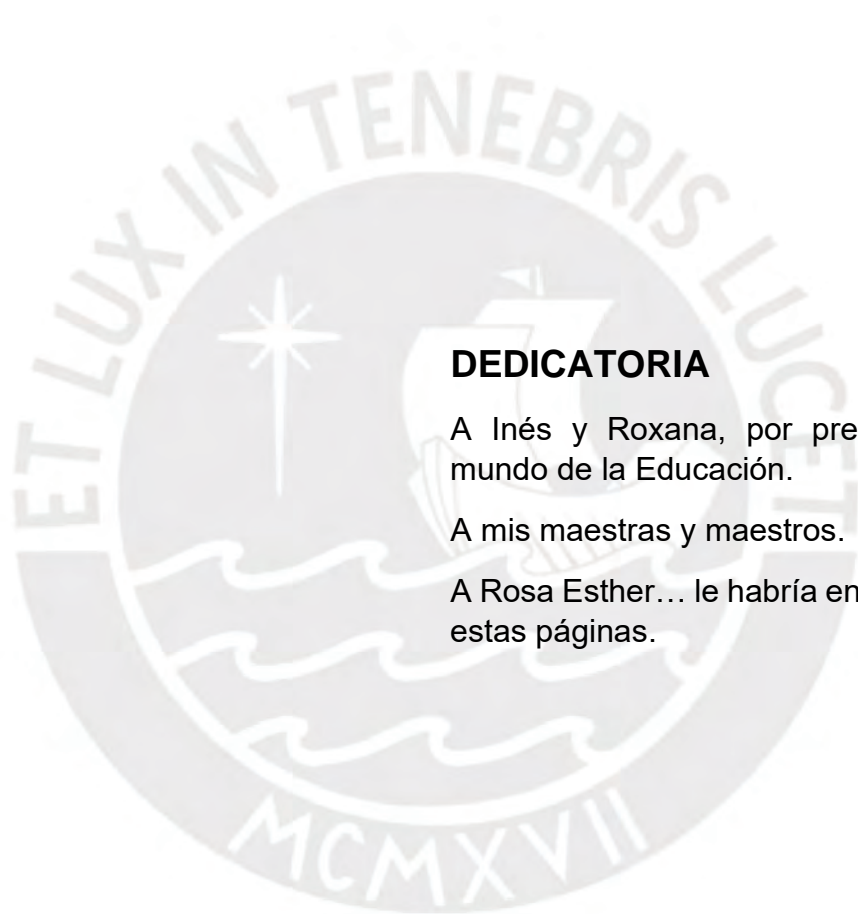 ET LUX IN TENEBRIS LUCET
DEDICATORIA
A Inés y Roxana, por pre
mundo de la Educación.
A mis maestras y maestros.
A Rosa Esther… le habría en
estas páginas.
MCMXVII